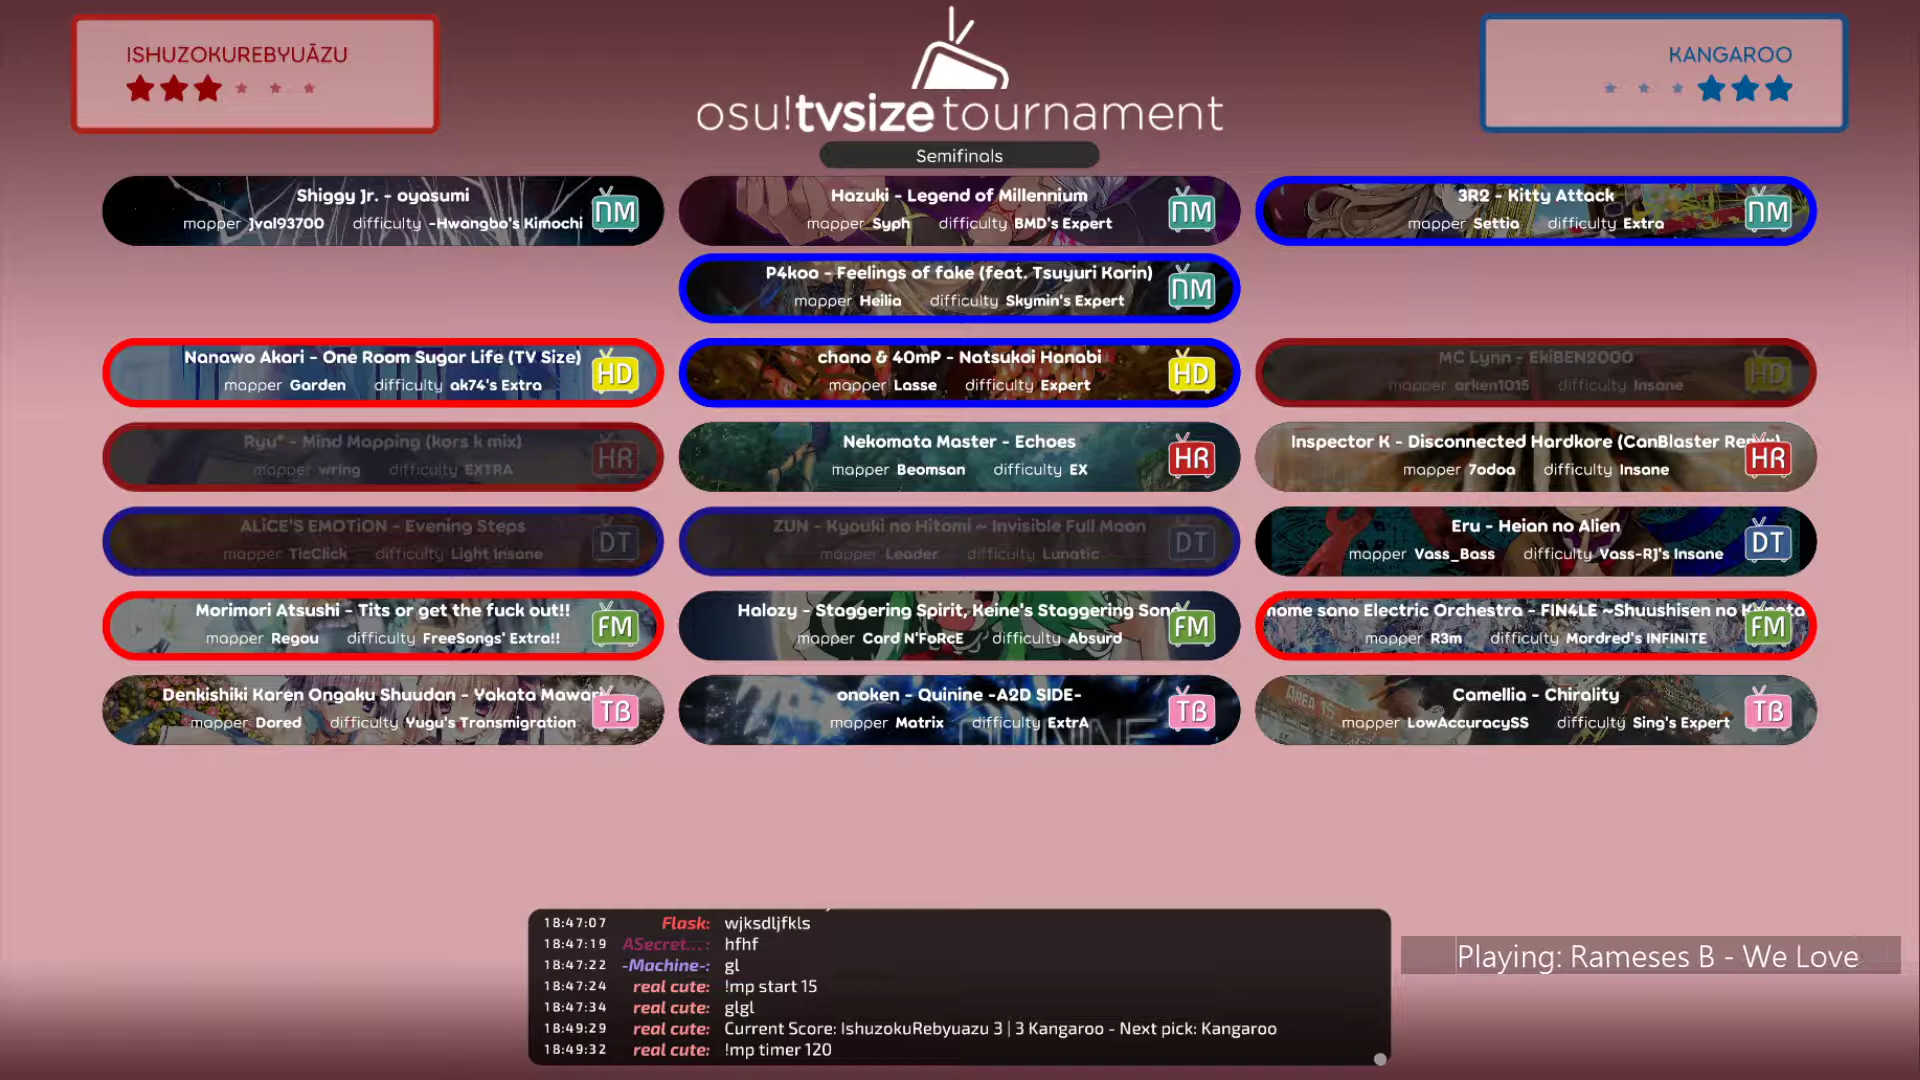 ISHUZOKUREBYUĀZU
KANGAROO
osu!tvsize tournament
Semifinals
Shiggy Jr. - oyasumi
mapper Jval93700 difficulty -Hwangbo's Kimochi
NM
Hazuki - Legend of Millennium
mapper Syph difficulty BMD's Expert
NM
3R2 - Kitty Attack
mapper Settia difficulty Extra
NM
P4koo - Feelings of fake (feat. Tsuyuri Karin)
mapper Heilia difficulty Skymin's Expert
NM
Nanawo Akari - One Room Sugar Life (TV Size)
mapper Garden difficulty ak74's Extra
HD
chano & 40mP - Natsukoi Hanabi
mapper Lasse difficulty Expert
HD
MC Lynn - EkiBEN2000
mapper arken1015 difficulty Insane
HD
Ryu* - Mind Mapping (kors k mix)
mapper wring difficulty EXTRA
HR
Nekomata Master - Echoes
mapper Beomsan difficulty EX
HR
Inspector K - Disconnected Hardkore (CanBlaster Remix)
mapper 7odoa difficulty Insane
HR
ALiCE'S EMOTiON - Evening Steps
mapper TicClick difficulty Light Insane
DT
ZUN - Kyouki no Hitomi ~ Invisible Full Moon
mapper Leader difficulty Lunatic
DT
Eru - Heian no Alien
mapper Vass_Bass difficulty Vass-RJ's Insane
DT
Morimori Atsushi - Tits or get the fuck out!!
mapper Regou difficulty FreeSongs' Extra!!
FM
Halozy - Staggering Spirit, Keine's Staggering Song
mapper Card N'FoRcE difficulty Absurd
FM
nome sano Electric Orchestra - FIN4LE ~Shuushisen no Kanata
mapper R3m difficulty Mordred's INFINITE
FM
Denkishiki Karen Ongaku Shuudan - Yakata Mawari
mapper Dored difficulty Yugu's Transmigration
TB
onoken - Quinine -A2D SIDE-
mapper Matrix difficulty ExtrA
TB
Camellia - Chirality
mapper LowAccuracySS difficulty Sing's Expert
TB
18:47:07 Flask: wjksdljfkls
18:47:19 ASecret...: hfhf
18:47:22 -Machine-: gl
18:47:24 real cute: !mp start 15
18:47:34 real cute: glgl
18:49:29 real cute: Current Score: IshuzokuRebyuazu 3 | 3 Kangaroo - Next pick: Kangaroo
18:49:32 real cute: !mp timer 120
Playing: Rameses B - We Love